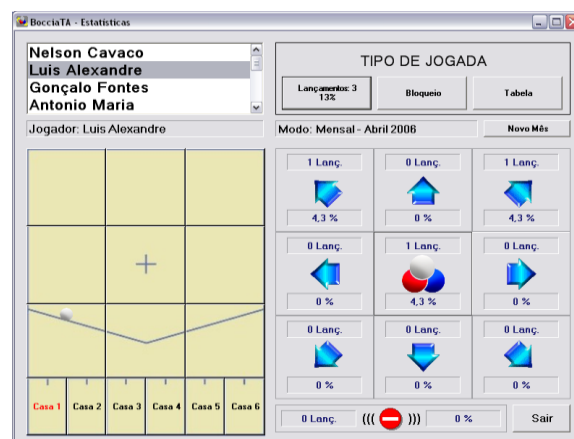 BocciaTA - Estatísticas
Nelson Cavaco
Luis Alexandre
Gonçalo Fontes
Antonio Maria
TIPO DE JOGADA
Lançamentos: 3
13%
Bloqueio
Tabela
Jogador: Luis Alexandre
Modo: Mensal - Abril 2006
Novo Mês
1 Lanç.
0 Lanç.
1 Lanç.
4,3 %
0 %
4,3 %
0 Lanç.
1 Lanç.
0 Lanç.
0 %
4,3 %
0 %
0 Lanç.
0 Lanç.
0 Lanç.
0 %
0 %
0 %
Casa 1
Casa 2
Casa 3
Casa 4
Casa 5
Casa 6
0 Lanç.
(((
)))
0 %
Sair